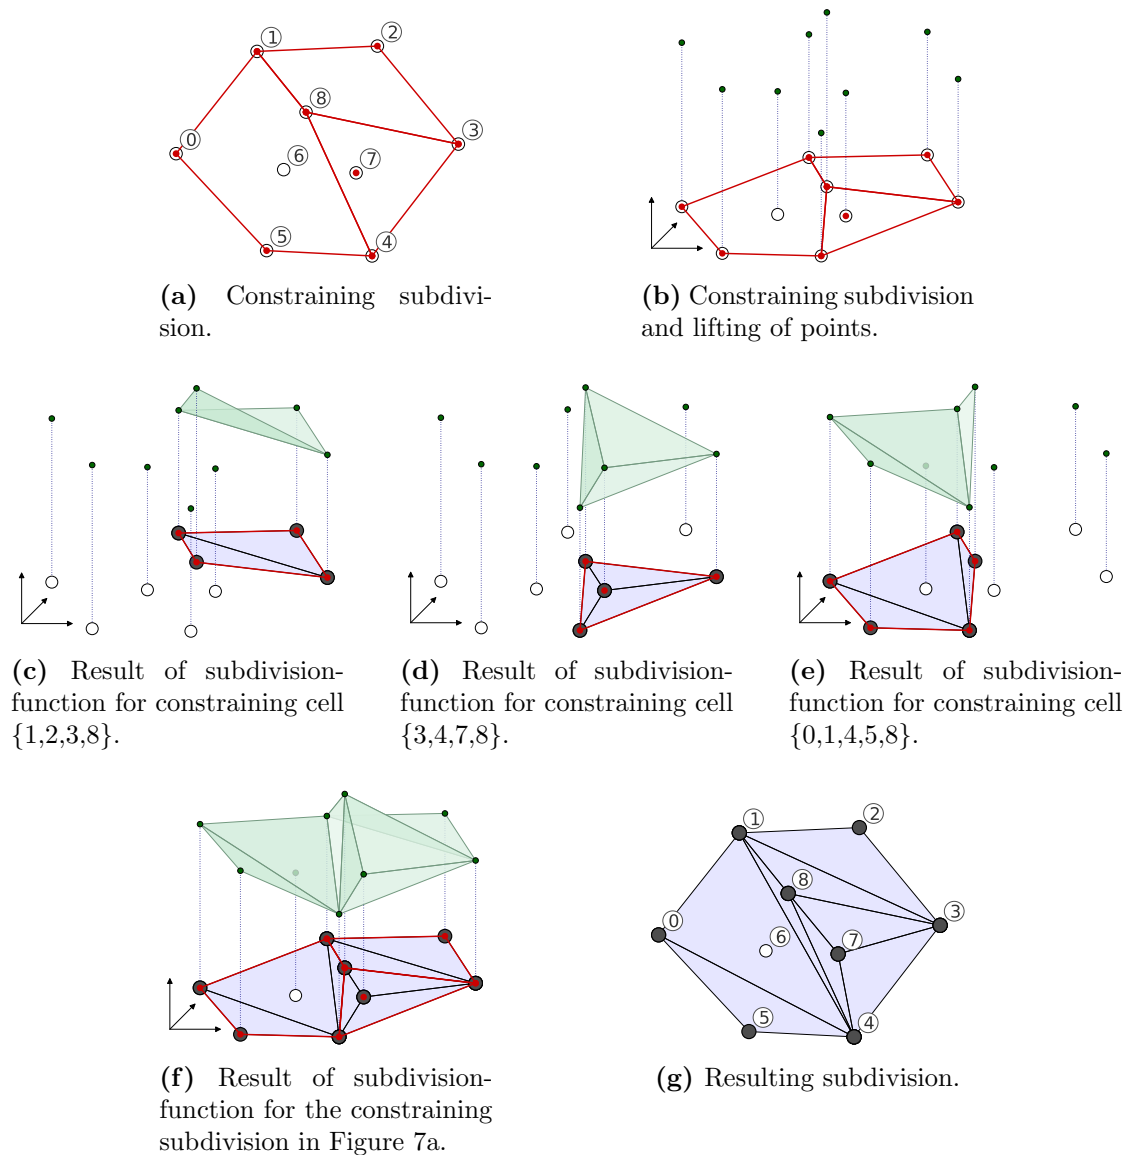 1
2
8
0
3
6
7
5
4
(a) Constraining subdivi-
sion.
(b) Constraining subdivision
and lifting of points.
(c) Result of subdivision-
function for constraining cell
{1,2,3,8}.
(d) Result of subdivision-
function for constraining cell
{3,4,7,8}.
(e) Result of subdivision-
function for constraining cell
{0,1,4,5,8}.
1
2
8
0
3
6
7
5
4
(f) Result of subdivision-
function for the constraining
subdivision in Figure 7a.
(g) Resulting subdivision.